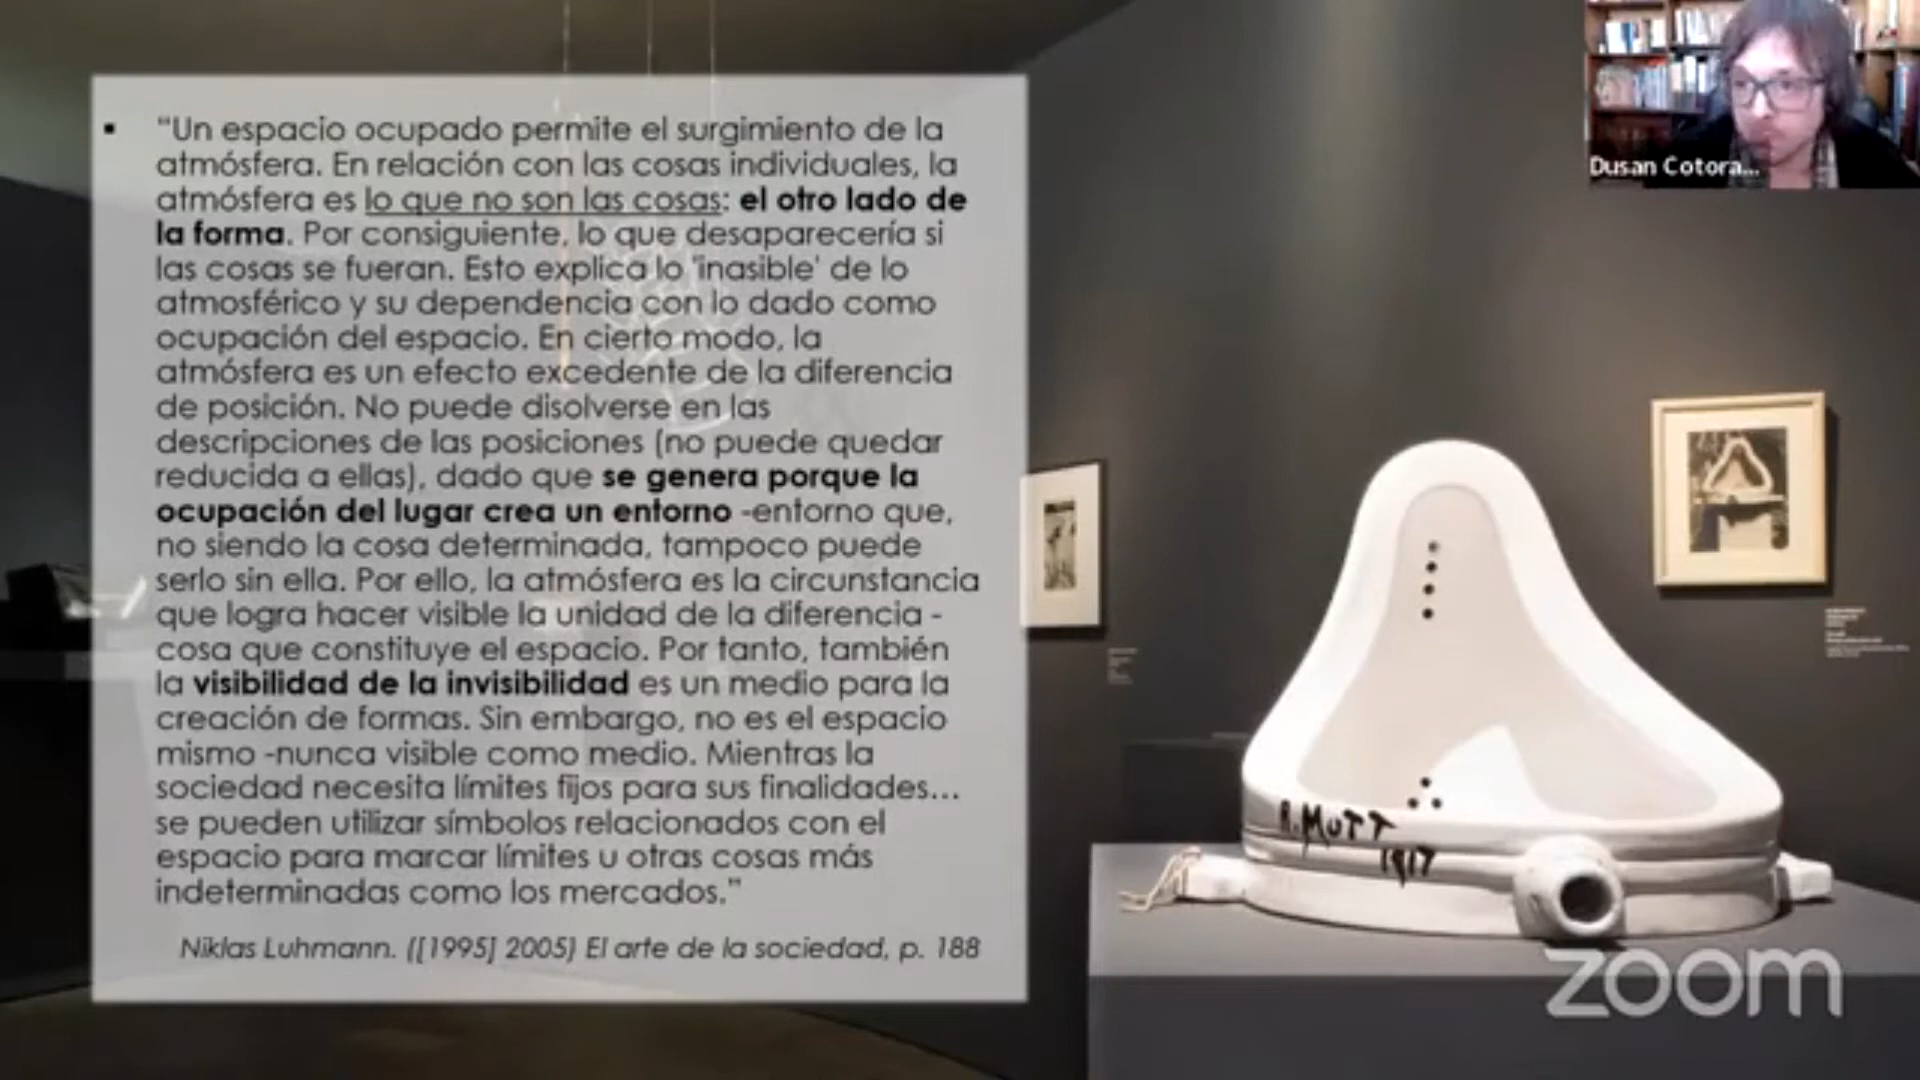 Dusan Cotora...
▪ "Un espacio ocupado permite el surgimiento de la
atmósfera. En relación con las cosas individuales, la
atmósfera es lo que no son las cosas: el otro lado de
la forma. Por consiguiente, lo que desaparecería si
las cosas se fueran. Esto explica lo 'inasible' de lo
atmosférico y su dependencia con lo dado como
ocupación del espacio. En cierto modo, la
atmósfera es un efecto excedente de la diferencia
de posición. No puede disolverse en las
descripciones de las posiciones (no puede quedar
reducida a ellas), dado que se genera porque la
ocupación del lugar crea un entorno -entorno que,
no siendo la cosa determinada, tampoco puede
serlo sin ella. Por ello, la atmósfera es la circunstancia
que logra hacer visible la unidad de la diferencia -
cosa que constituye el espacio. Por tanto, también
la visibilidad de la invisibilidad es un medio para la
creación de formas. Sin embargo, no es el espacio
mismo -nunca visible como medio. Mientras la
sociedad necesita límites fijos para sus finalidades...
se pueden utilizar símbolos relacionados con el
espacio para marcar límites u otras cosas más
indeterminadas como los mercados."
Niklas Luhmann. ([1995] 2005) El arte de la sociedad, p. 188
R. MUTT
1917
zoom